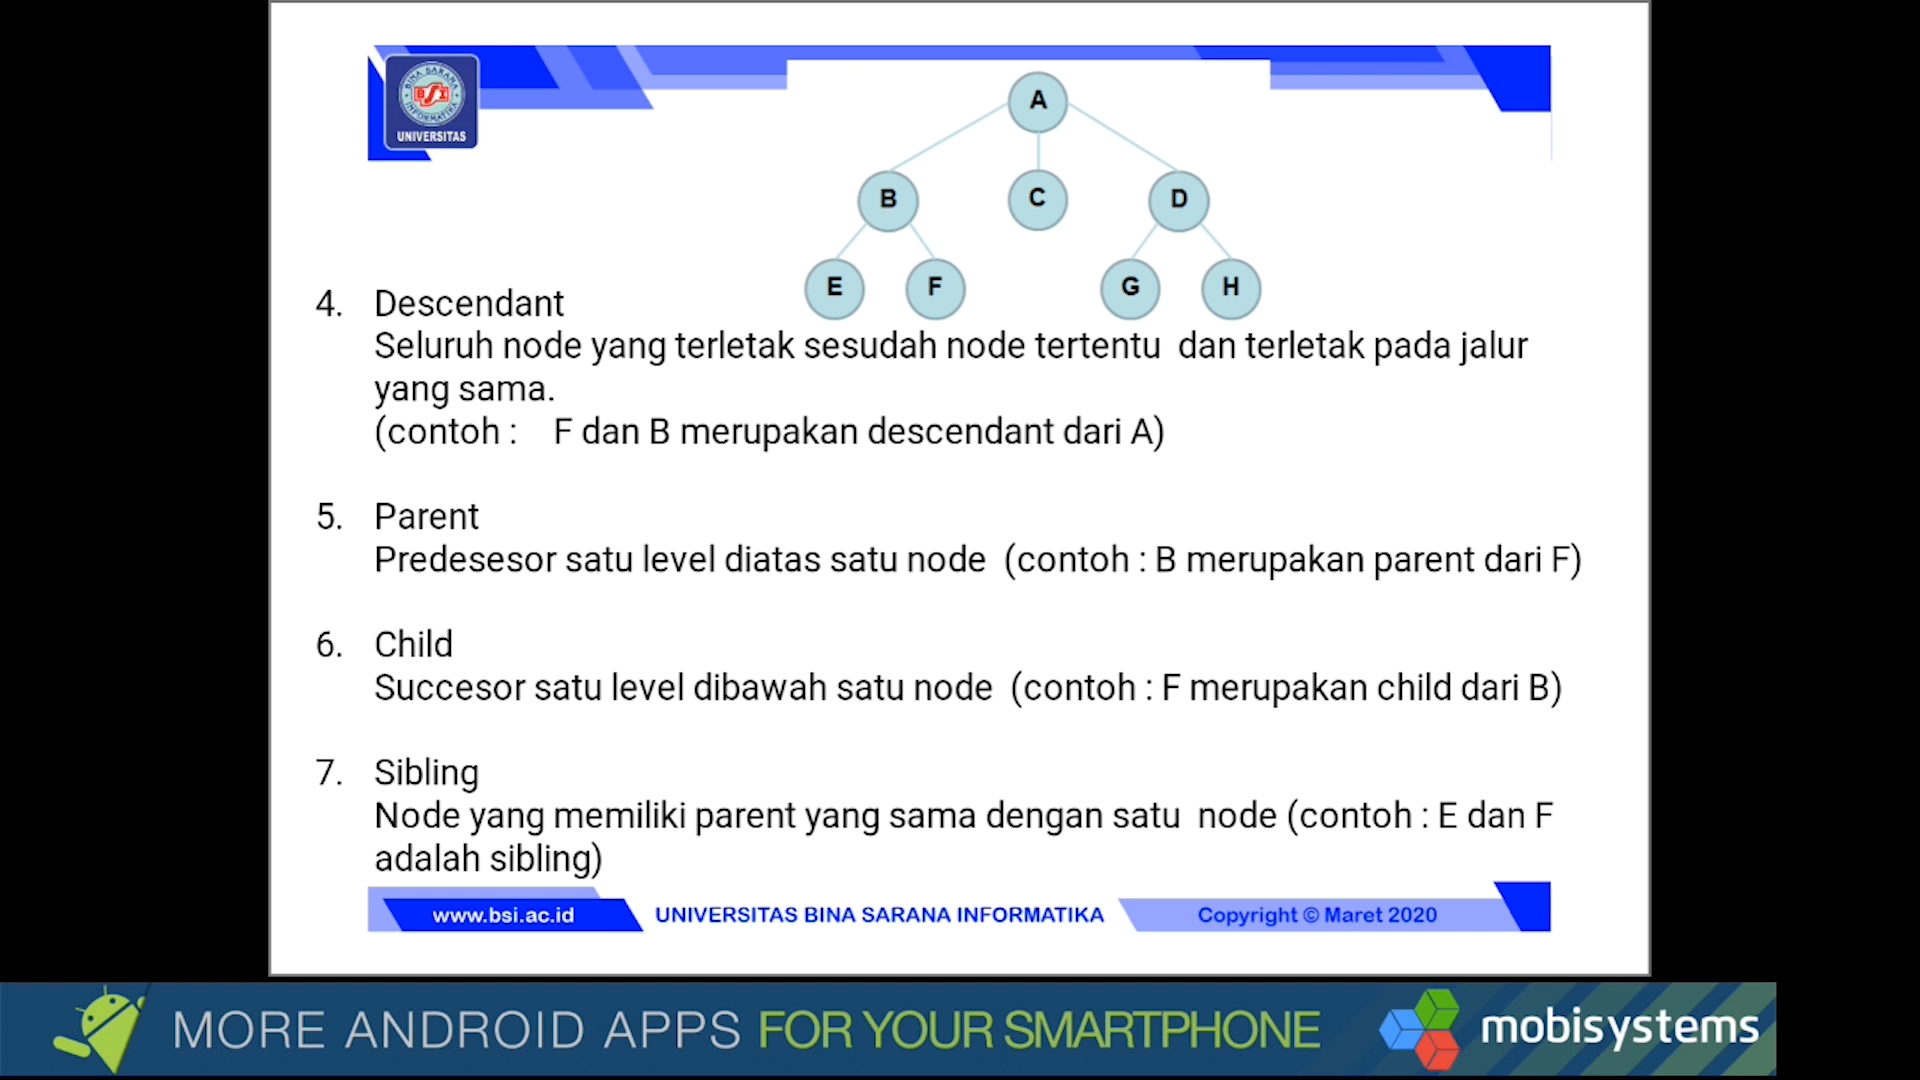 BINA SARANA
BSI
INFORMATIKA
UNIVERSITAS
A
B
C
D
E
F
G
H
4. Descendant
Seluruh node yang terletak sesudah node tertentu dan terletak pada jalur
yang sama.
(contoh : F dan B merupakan descendant dari A)
5. Parent
Predesesor satu level diatas satu node (contoh : B merupakan parent dari F)
6. Child
Succesor satu level dibawah satu node (contoh : F merupakan child dari B)
7. Sibling
Node yang memiliki parent yang sama dengan satu node (contoh : E dan F
adalah sibling)
www.bsi.ac.id UNIVERSITAS BINA SARANA INFORMATIKA Copyright © Maret 2020
MORE ANDROID APPS FOR YOUR SMARTPHONE mobisystems